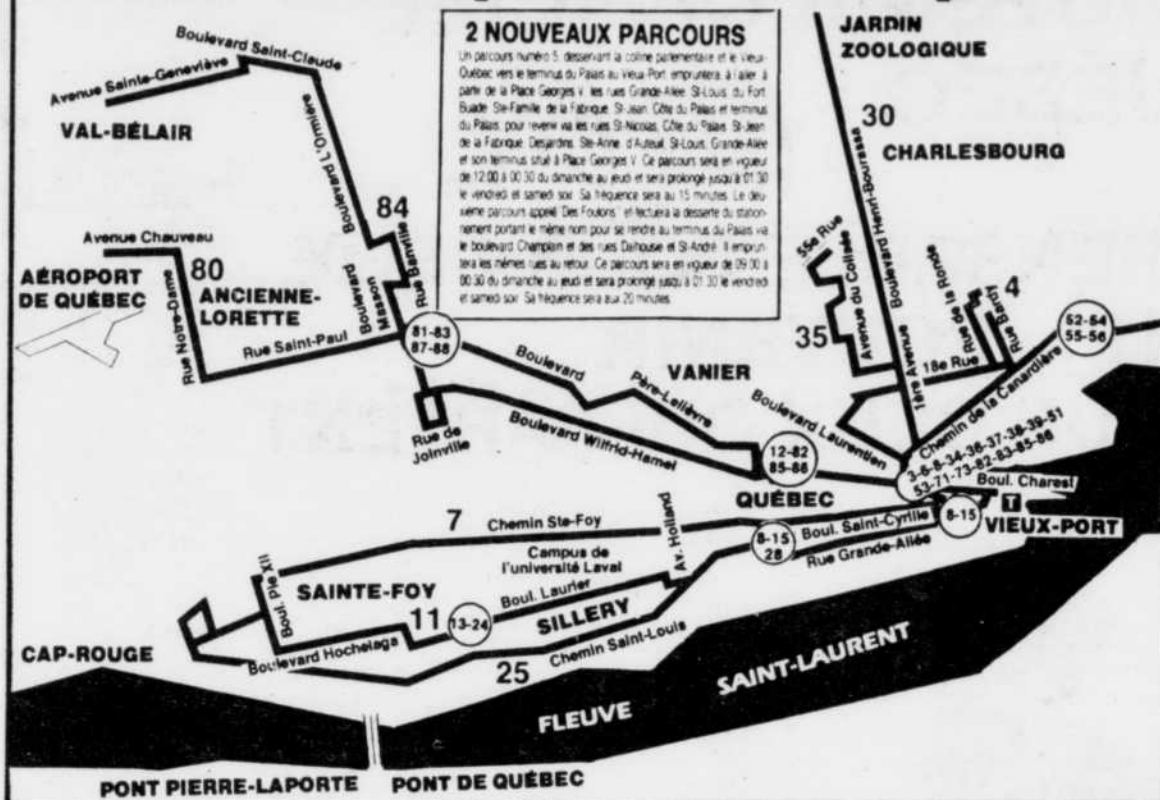 2 NOUVEAUX PARCOURS
Un parcours numéro 5 desservant la colline parlementaire et le Vieux-
Québec vers le terminus du Palais au Vieux-Port empruntera, à l'aller à
partir de la Place Georges V les rues Grande-Allée St-Louis du Fort
Buade Ste-Famille de la Fabrique St-Jean Côte du Palais et terminus
du Palais, pour revenir via les rues St-Nicolas, Côte du Palais St-Jean
de la Fabrique Desjardins Ste-Anne d'Auteuil St-Louis Grande-Allée
et son terminus situé à Place Georges V Ce parcours sera en vigueur
de 12:00 à 00:30 du dimanche au jeudi et sera prolongé jusqu'à 01:30
le vendredi et samedi soir Sa fréquence sera au 15 minutes. Le deu-
xième parcours appelé "Des Foulons" effectuera la desserte du station-
nement portant le même nom pour se rendre au terminus du Palais via
le boulevard Champlain et des rues Dalhousie et St-André Il emprun-
tera les mêmes rues au retour. Ce parcours sera en vigueur de 09:00 à
00:30 du dimanche au jeudi et sera prolongé jusqu'à 01:30 le vendredi
et samedi soir. Sa fréquence sera aux 20 minutes.
Boulevard Saint-Claude
Avenue Sainte-Geneviève
VAL-BÉLAIR
Boulevard L'Ormière
84
Avenue Chauveau
AÉROPORT
DE QUÉBEC
80
ANCIENNE-
LORETTE
Rue Notre-Dame
Boulevard
Masson
Rue Banville
Rue Saint-Paul
81-83
87-88
Rue de
Joinville
Boulevard
Père-Lelièvre
VANIER
Boulevard Wilfrid-Hamel
12-82
85-86
JARDIN
ZOOLOGIQUE
30
CHARLESBOURG
Boulevard Henri-Bourassa
55e Rue
Avenue du Colisée
35
Rue de la Ronde
4
Rue Bardy
18e Rue
1ère Avenue
Boulevard Laurentien
Chemin de la Canardière
52-54
55-56
3-6-8-34-36-37-38-39-51
53-71-73-82-83-85-86
Boul. Charest
QUÉBEC
T
VIEUX-PORT
8-15
7
Chemin Ste-Foy
Av. Holland
8-15
28
Boul. Saint-Cyrille
Rue Grande-Allée
Campus de
l'université Laval
Boul. Pie XII
SAINTE-FOY
Boul. Laurier
11
13-24
SILLERY
Boulevard Hochelaga
25
Chemin Saint-Louis
CAP-ROUGE
FLEUVE
SAINT-LAURENT
PONT PIERRE-LAPORTE
PONT DE QUÉBEC